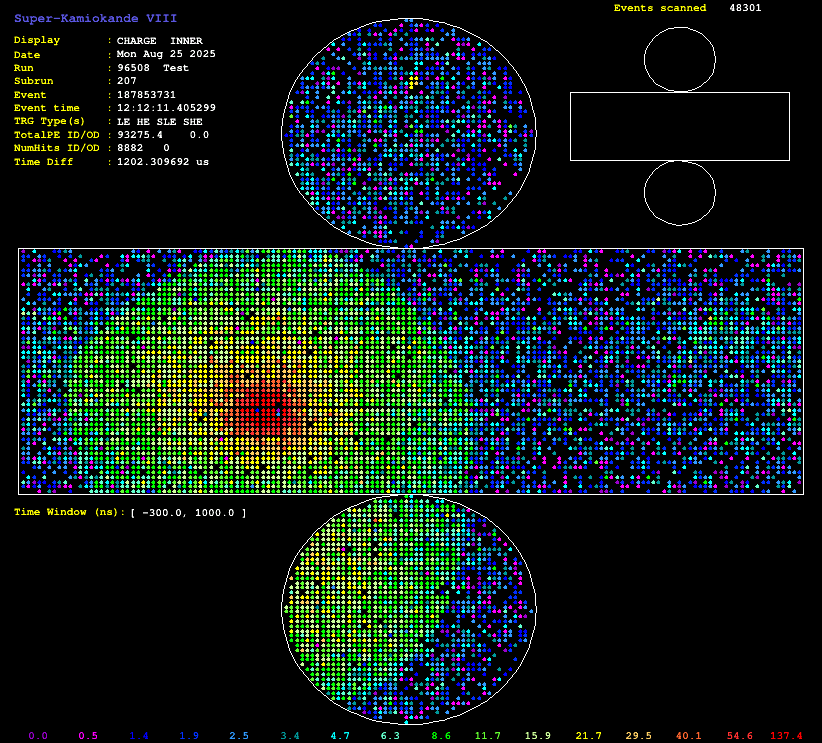 Super-Kamiokande VIII
Events scanned 48301
Display : CHARGE INNER
Date : Mon Aug 25 2025
Run : 96508 Test
Subrun : 207
Event : 187853731
Event time : 12:12:11.405299
TRG Type(s) : LE HE SLE SHE
TotalPE ID/OD : 93275.4 0.0
NumHits ID/OD : 8882 0
Time Diff : 1202.309692 us
Time Window (ns): [ -300.0, 1000.0 ]
0.0 0.5 1.4 1.9 2.5 3.4 4.7 6.3 8.6 11.7 15.9 21.7 29.5 40.1 54.6 137.4